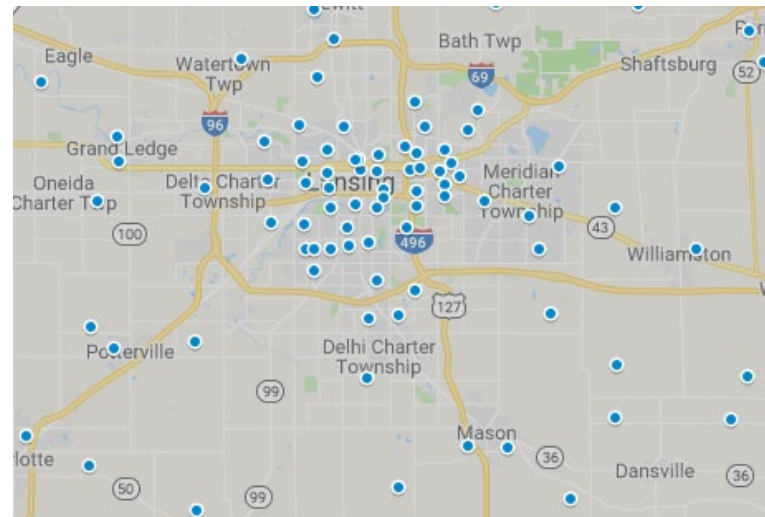 Bath Twp
Eagle
Watertown
Twp
69
Shaftsburg
52
96
Grand Ledge
Oneida
Charter Twp
Delta Charter
Township
Lansing
Meridian
Charter
Township
100
43
496
Williamston
127
Potterville
Delhi Charter
Township
99
Mason
36
Dansville
36
50
99